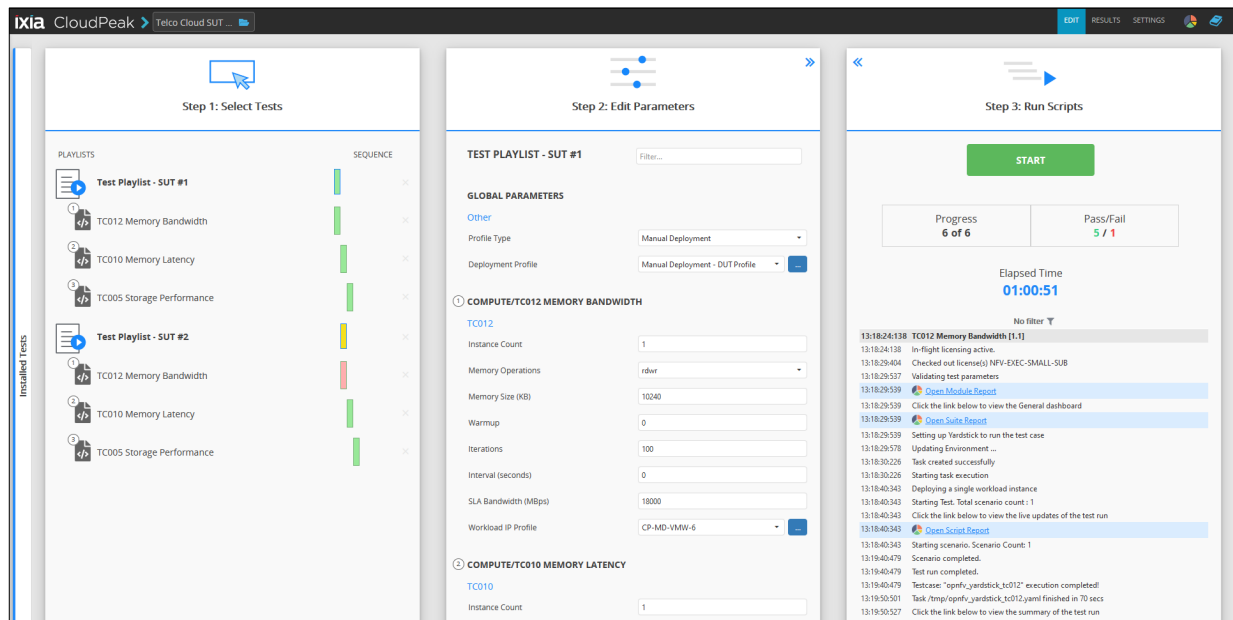 ixia CloudPeak Telco Cloud SUT ... EDIT RESULTS SETTINGS
Installed Tests
Step 1: Select Tests
PLAYLISTS SEQUENCE
Test Playlist - SUT #1
1 TC012 Memory Bandwidth
2 TC010 Memory Latency
3 TC005 Storage Performance
Test Playlist - SUT #2
1 TC012 Memory Bandwidth
2 TC010 Memory Latency
3 TC005 Storage Performance
Step 2: Edit Parameters
TEST PLAYLIST - SUT #1 Filter...
GLOBAL PARAMETERS
Other
Profile Type Manual Deployment
Deployment Profile Manual Deployment - DUT Profile ...
1 COMPUTE/TC012 MEMORY BANDWIDTH
TC012
Instance Count 1
Memory Operations rdwr
Memory Size (KB) 10240
Warmup 0
Iterations 100
Interval (seconds) 0
SLA Bandwidth (MBps) 18000
Workload IP Profile CP-MD-VMW-6 ...
2 COMPUTE/TC010 MEMORY LATENCY
TC010
Instance Count 1
Step 3: Run Scripts
START
Progress Pass/Fail
6 of 6 5 / 1
Elapsed Time
01:00:51
No filter
13:18:24:138 TC012 Memory Bandwidth [1.1]
13:18:24:138 In-flight licensing active.
13:18:29:404 Checked out license(s) NFV-EXEC-SMALL-SUB
13:18:29:537 Validating test parameters
13:18:29:539 Open Module Report
13:18:29:539 Click the link below to view the General dashboard
13:18:29:539 Open Suite Report
13:18:29:539 Setting up Yardstick to run the test case
13:18:29:578 Updating Environment ...
13:18:30:226 Task created successfully
13:18:30:226 Starting task execution
13:18:40:343 Deploying a single workload instance
13:18:40:343 Starting Test. Total scenario count : 1
13:18:40:343 Click the link below to view the live updates of the test run
13:18:40:343 Open Script Report
13:18:40:343 Starting scenario. Scenario Count: 1
13:19:40:479 Scenario completed.
13:19:40:479 Test run completed.
13:19:40:479 Testcase: "opnfv_yardstick_tc012" execution completed!
13:19:50:501 Task /tmp/opnfv_yardstick_tc012.yaml finished in 70 secs
13:19:50:527 Click the link below to view the summary of the test run